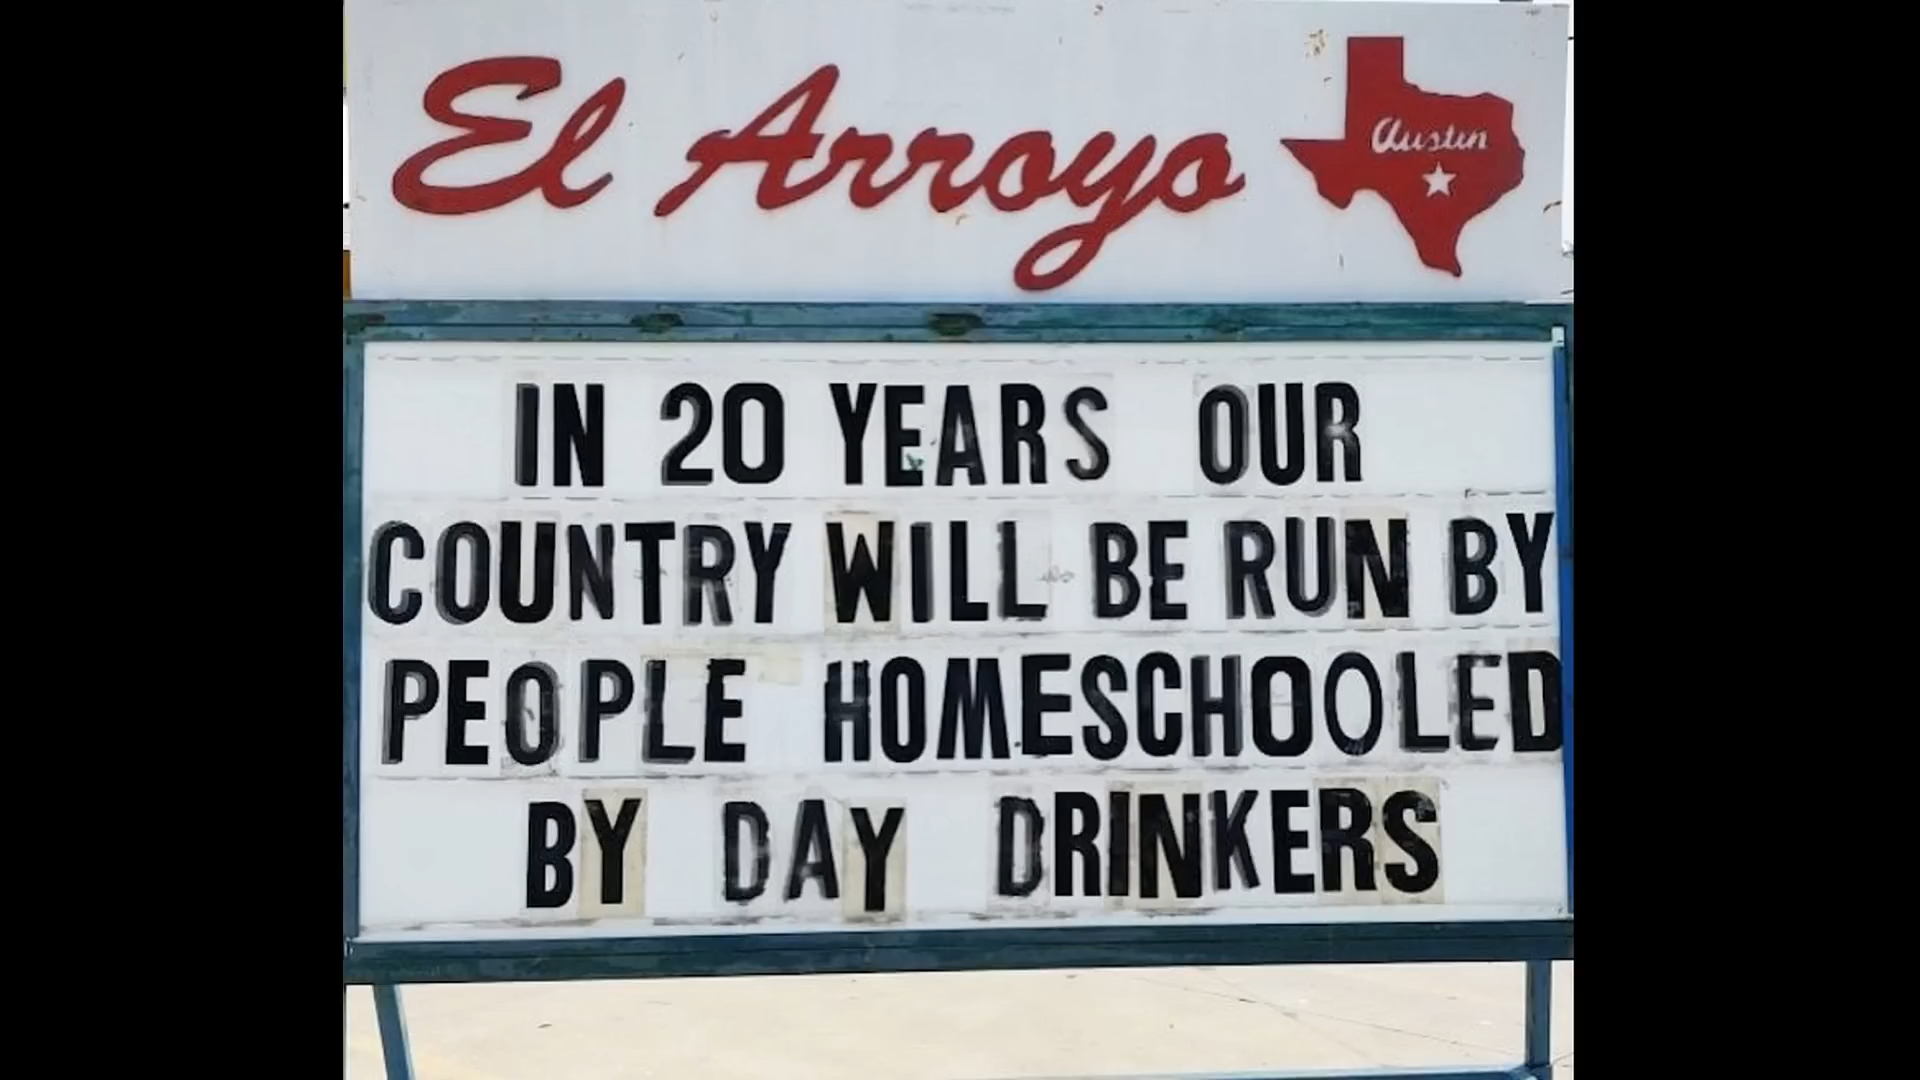 El Arroyo
Austin
IN 20 YEARS OUR
COUNTRY WILL BE RUN BY
PEOPLE HOMESCHOOLED
BY DAY DRINKERS